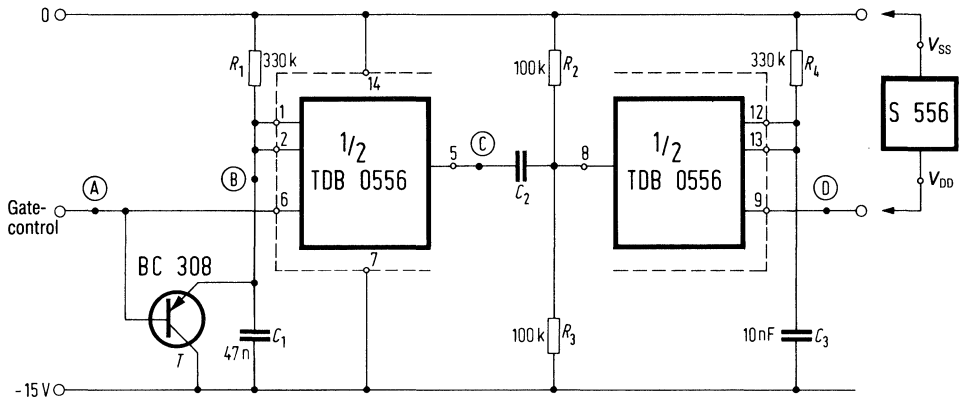 0
R₁ 330 k
14
1
2
1/2
TDB 0556
5
C
6
7
B
A
Gate-
control
BC 308
T
47 n
C₁
-15 V
100 k R₂
C₂
8
100 k R₃
1/2
TDB 0556
12
13
9
330 k R₄
D
10 nF C₃
V_SS
S 556
V_DD